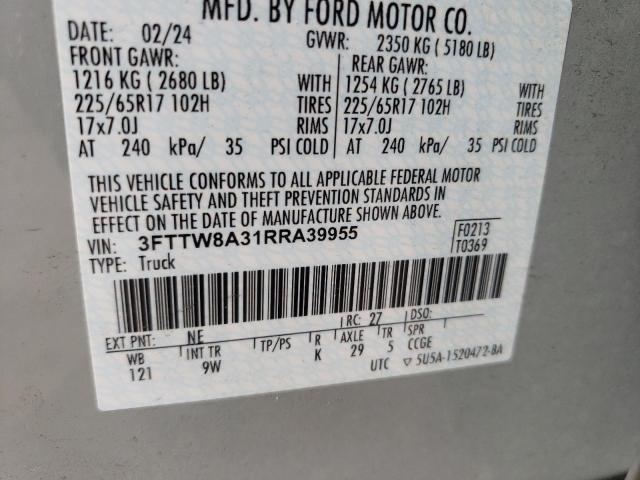 MFD. BY FORD MOTOR CO.
DATE: 02/24 GVWR: 2350 KG ( 5180 LB)
FRONT GAWR: REAR GAWR:
1216 KG ( 2680 LB) WITH 1254 KG ( 2765 LB) WITH
225/65R17 102H TIRES 225/65R17 102H TIRES
17x7.0J RIMS 17x7.0J RIMS
AT 240 kPa/ 35 PSI COLD AT 240 kPa/ 35 PSI COLD
THIS VEHICLE CONFORMS TO ALL APPLICABLE FEDERAL MOTOR
VEHICLE SAFETY AND THEFT PREVENTION STANDARDS IN
EFFECT ON THE DATE OF MANUFACTURE SHOWN ABOVE.
VIN: 3FTTW8A31RRA39955 F0213
TYPE: Truck T0369
EXT PNT: NE RC: 27 DSO:
WB INT TR TP/PS R AXLE TR SPR
121 9W K 29 5 CCGE
UTC 5U5A-1520472-BA